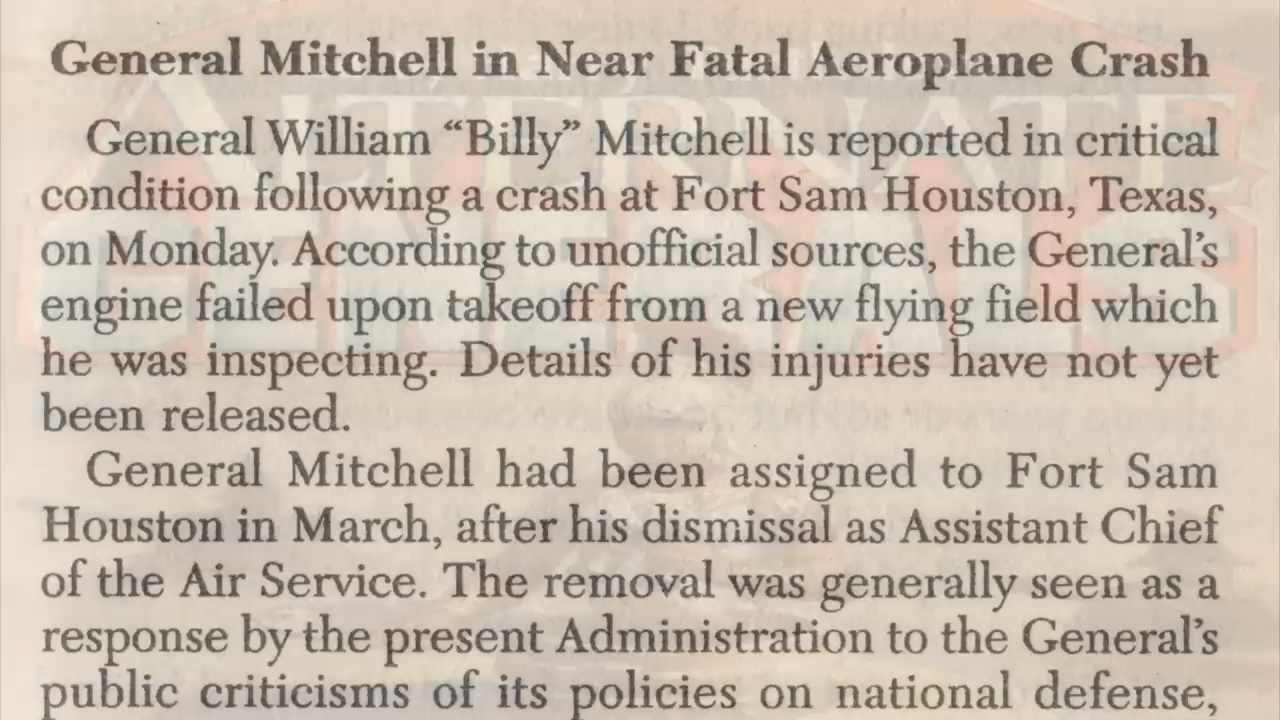 General Mitchell in Near Fatal Aeroplane Crash
General William “Billy” Mitchell is reported in critical
condition following a crash at Fort Sam Houston, Texas,
on Monday. According to unofficial sources, the General’s
engine failed upon takeoff from a new flying field which
he was inspecting. Details of his injuries have not yet
been released.
General Mitchell had been assigned to Fort Sam
Houston in March, after his dismissal as Assistant Chief
of the Air Service. The removal was generally seen as a
response by the present Administration to the General’s
public criticisms of its policies on national defense,
ALTERNATE
GENERALS